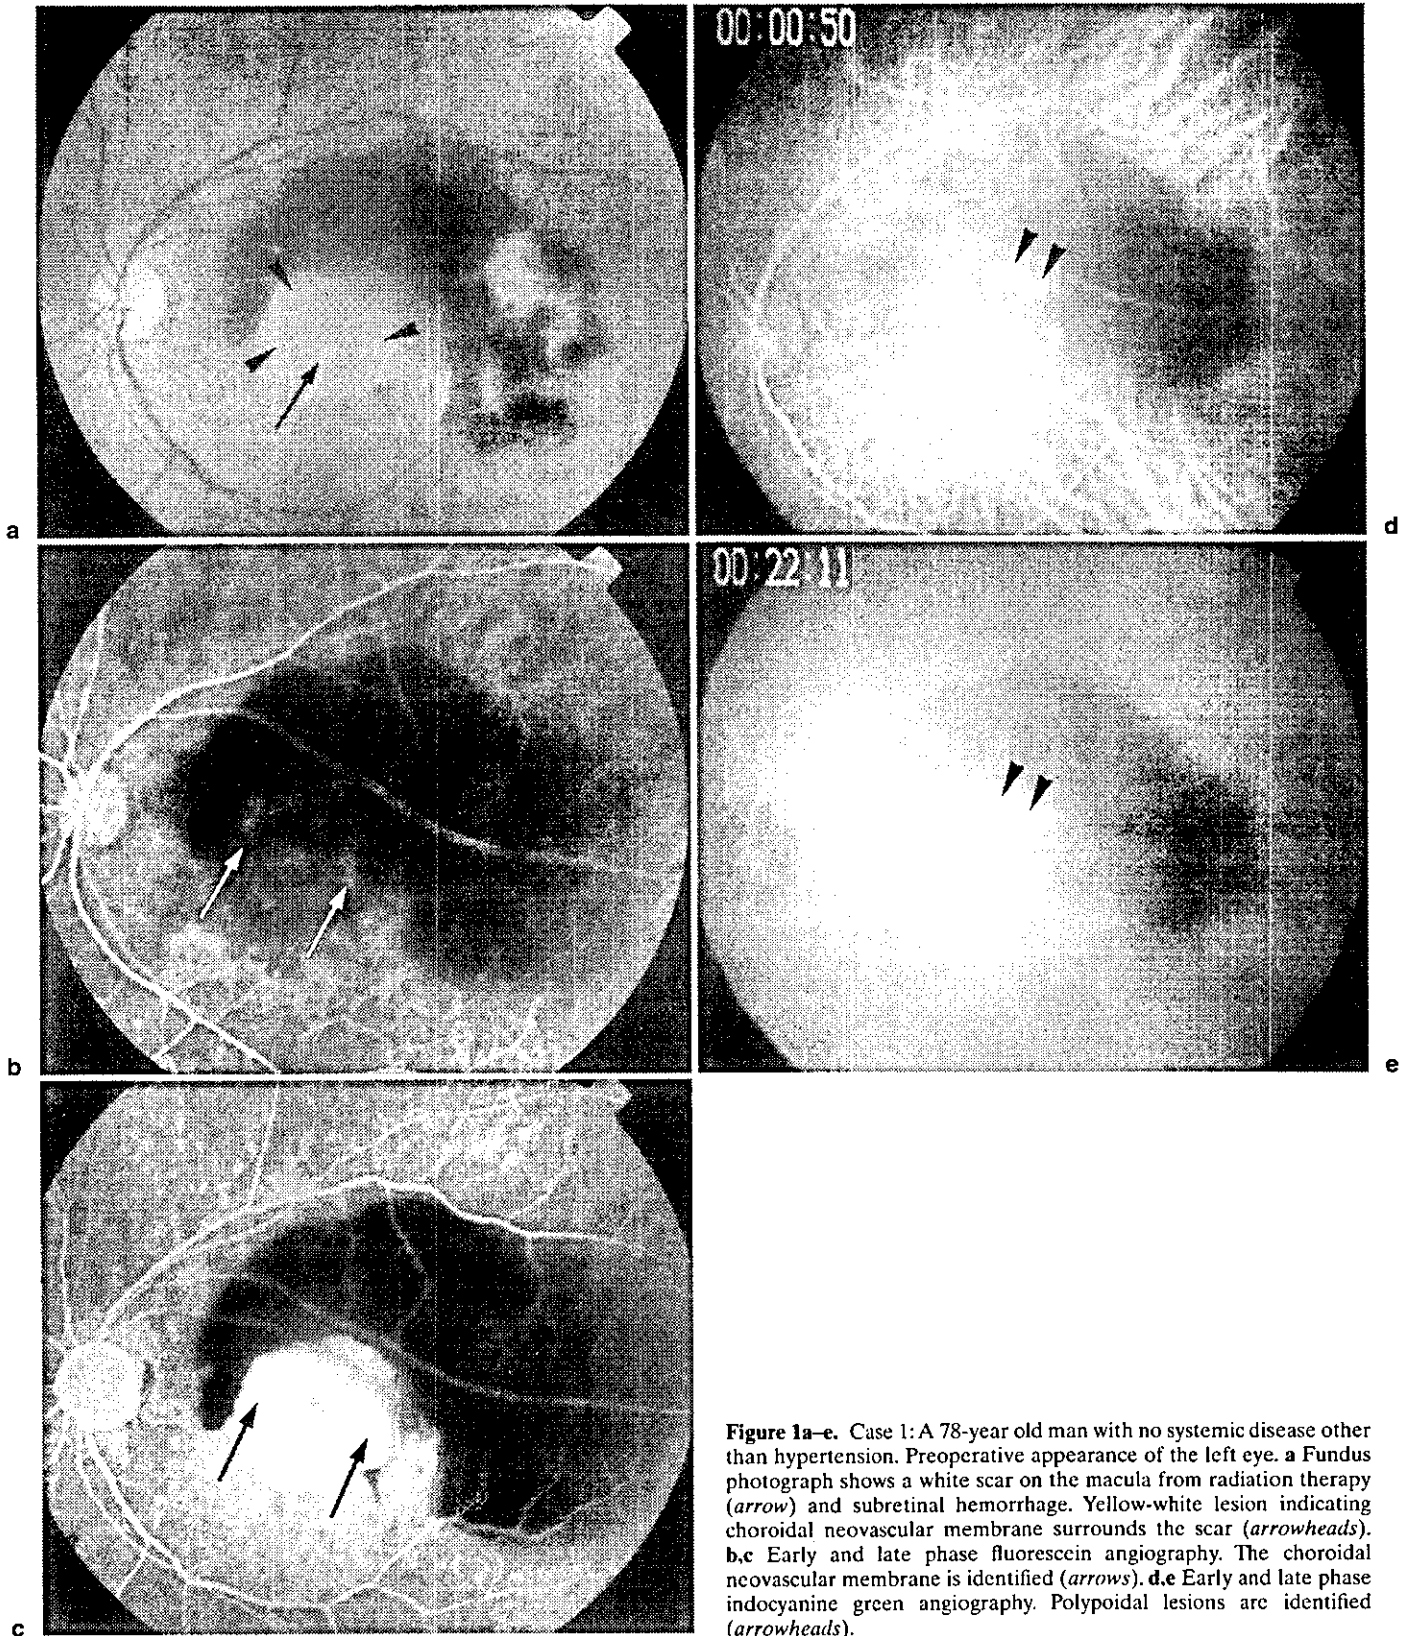 00:00:50
a
d
00:22:11
b
e
c
Figure 1a–e. Case 1: A 78-year old man with no systemic disease other
than hypertension. Preoperative appearance of the left eye. a Fundus
photograph shows a white scar on the macula from radiation therapy
(arrow) and subretinal hemorrhage. Yellow-white lesion indicating
choroidal neovascular membrane surrounds the scar (arrowheads).
b,c Early and late phase fluorescein angiography. The choroidal
neovascular membrane is identified (arrows). d,e Early and late phase
indocyanine green angiography. Polypoidal lesions are identified
(arrowheads).